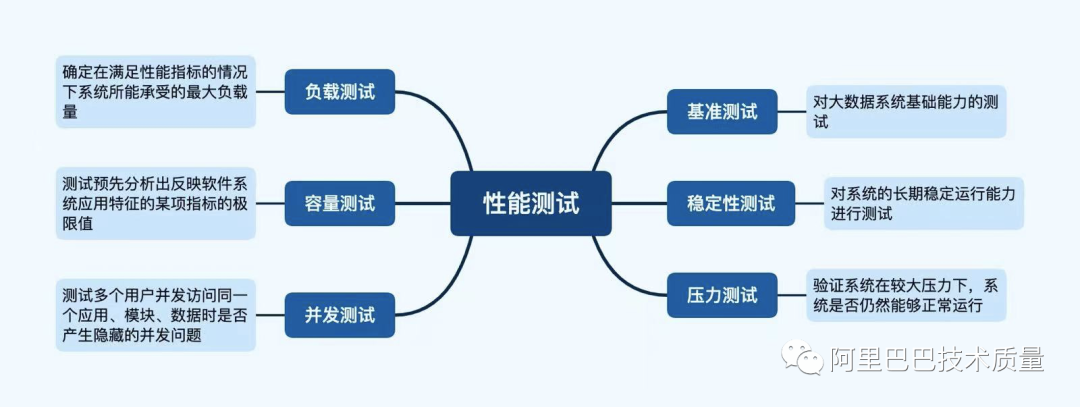 确定在满足性能指标的情况
下系统所能承受的最大负载
量
负载测试
测试预先分析出反映软件系
统应用特征的某项指标的极
限值
容量测试
测试多个用户并发访问同一
个应用、模块、数据时是否
产生隐藏的并发问题
并发测试
性能测试
基准测试
对大数据系统基础能力的测
试
稳定性测试
对系统的长期稳定运行能力
进行测试
压力测试
验证系统在较大压力下，系
统是否仍然能够正常运行
阿里巴巴技术质量